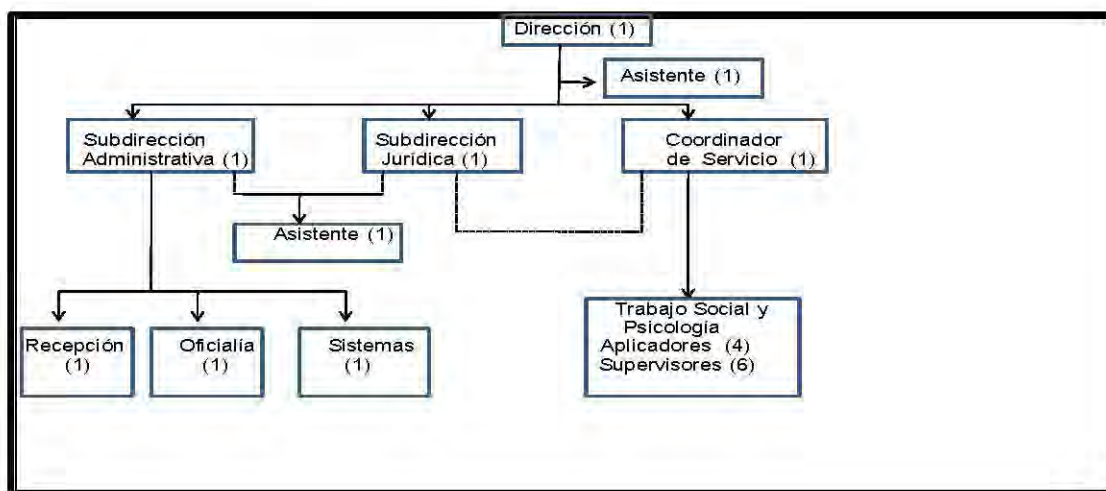 Dirección (1)
Asistente (1)
Subdirección
Administrativa (1)
Subdirección
Jurídica (1)
Coordinador
de Servicio (1)
Asistente (1)
Recepción
(1)
Oficialía
(1)
Sistemas
(1)
Trabajo Social y
Psicología
Aplicadores (4)
Supervisores (6)